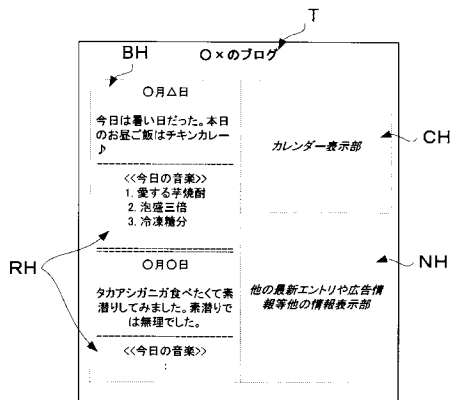 T
BH
〇×のブログ
〇月△日
今日は暑い日だった。本日
のお昼ご飯はチキンカレー
♪
<<今日の音楽>>
1. 愛する芋焼酎
2. 泡盛三倍
3. 冷凍糖分
RH
〇月〇日
タカアシガニガ食べたくて素
潜りしてみました。素潜りで
は無理でした。
<<今日の音楽>>
:
カレンダー表示部
CH
NH
他の最新エントリや広告情
報等他の情報表示部